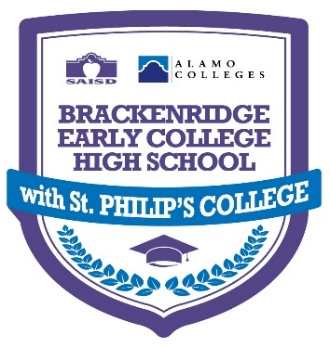 SAISD
ALAMO
COLLEGES
BRACKENRIDGE
EARLY COLLEGE
HIGH SCHOOL
with St. PHILIP'S COLLEGE